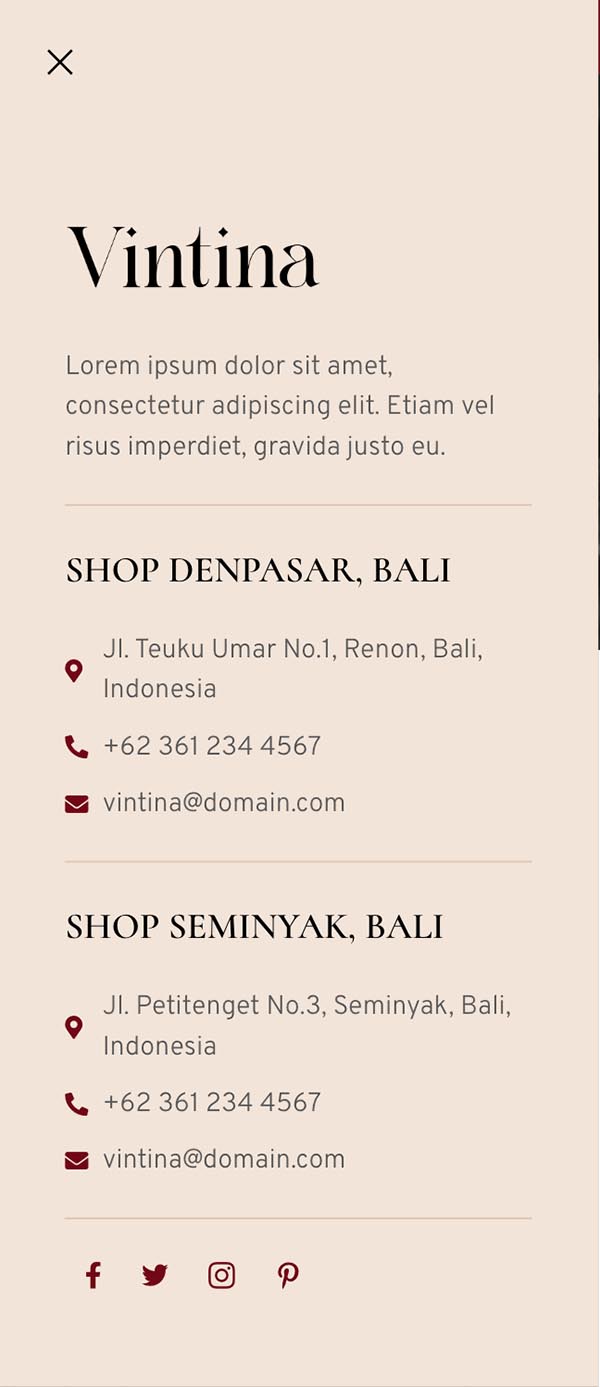 Vintina
Lorem ipsum dolor sit amet,
consectetur adipiscing elit. Etiam vel
risus imperdiet, gravida justo eu.
SHOP DENPASAR, BALI
Jl. Teuku Umar No.1, Renon, Bali,
Indonesia
+62 361 234 4567
vintina@domain.com
SHOP SEMINYAK, BALI
Jl. Petitenget No.3, Seminyak, Bali,
Indonesia
+62 361 234 4567
vintina@domain.com